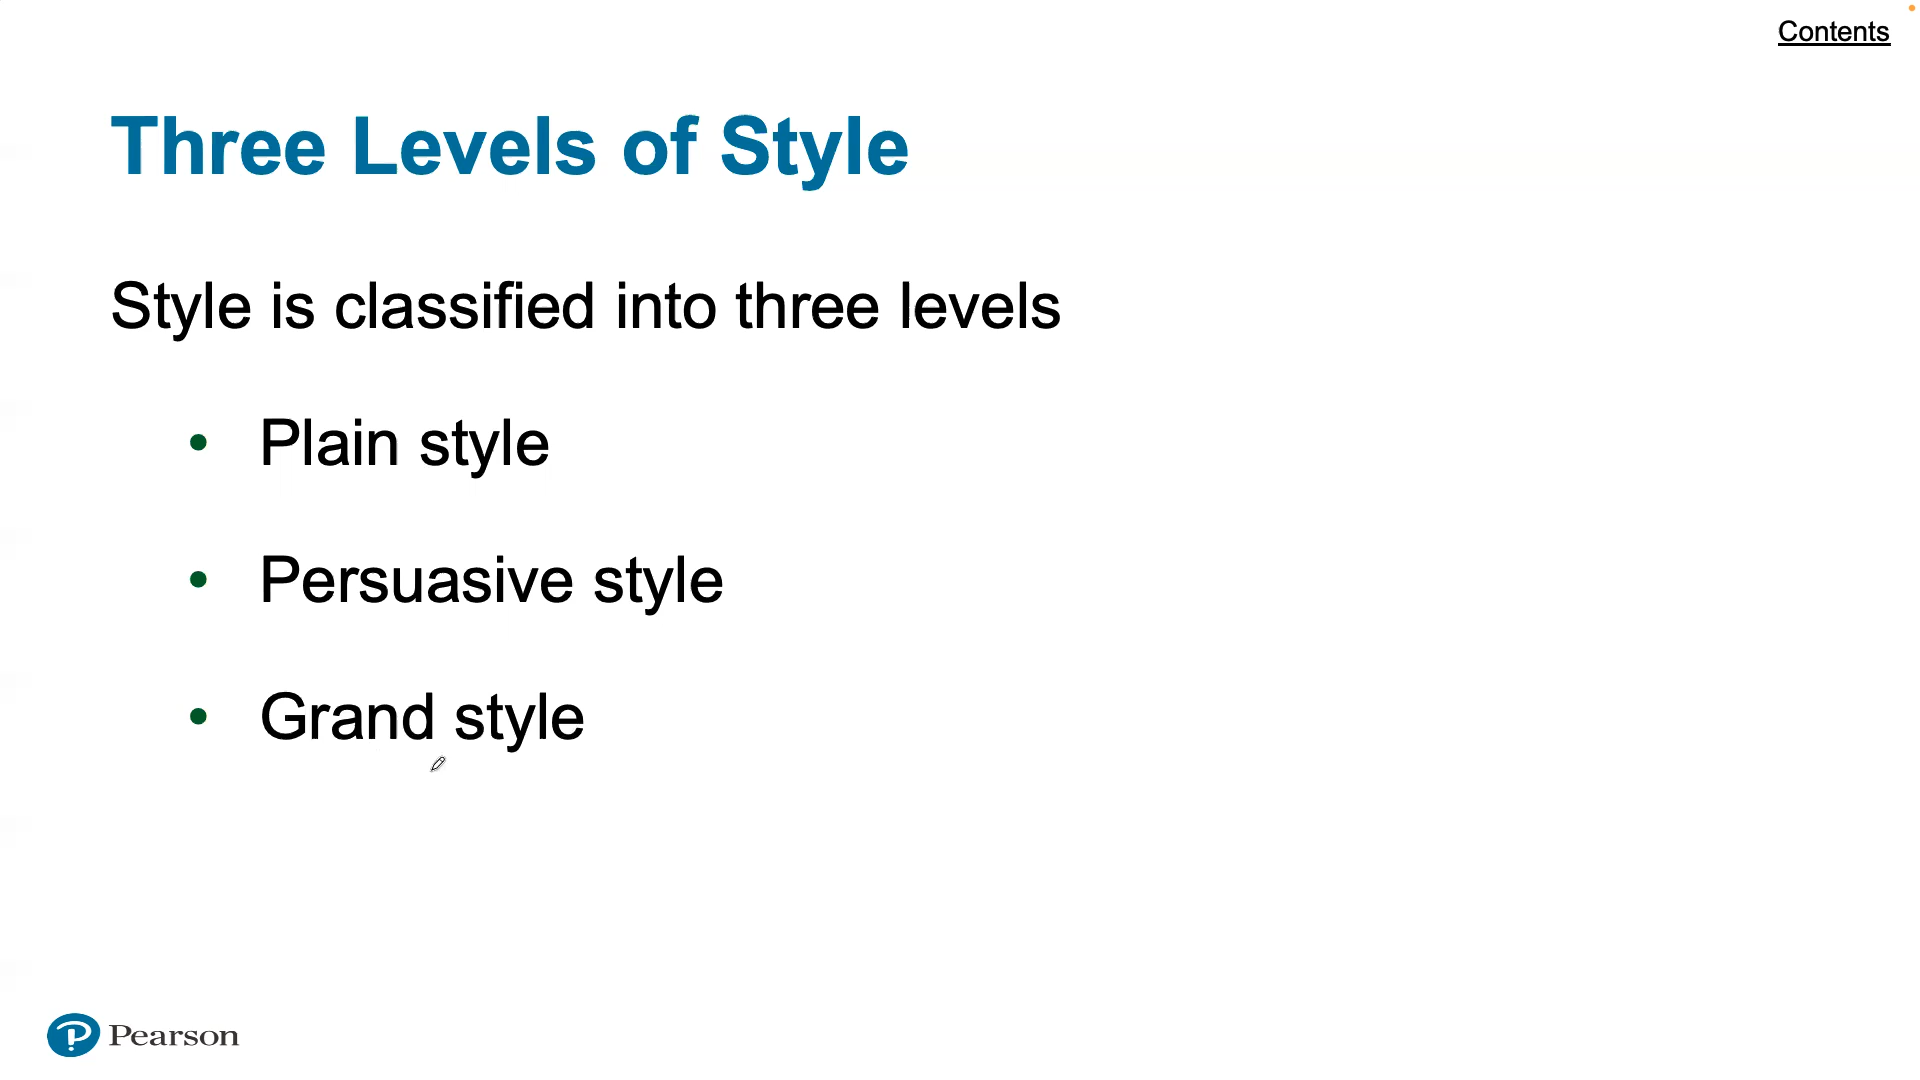 Contents
Three Levels of Style
Style is classified into three levels
• Plain style
• Persuasive style
• Grand style
Pearson